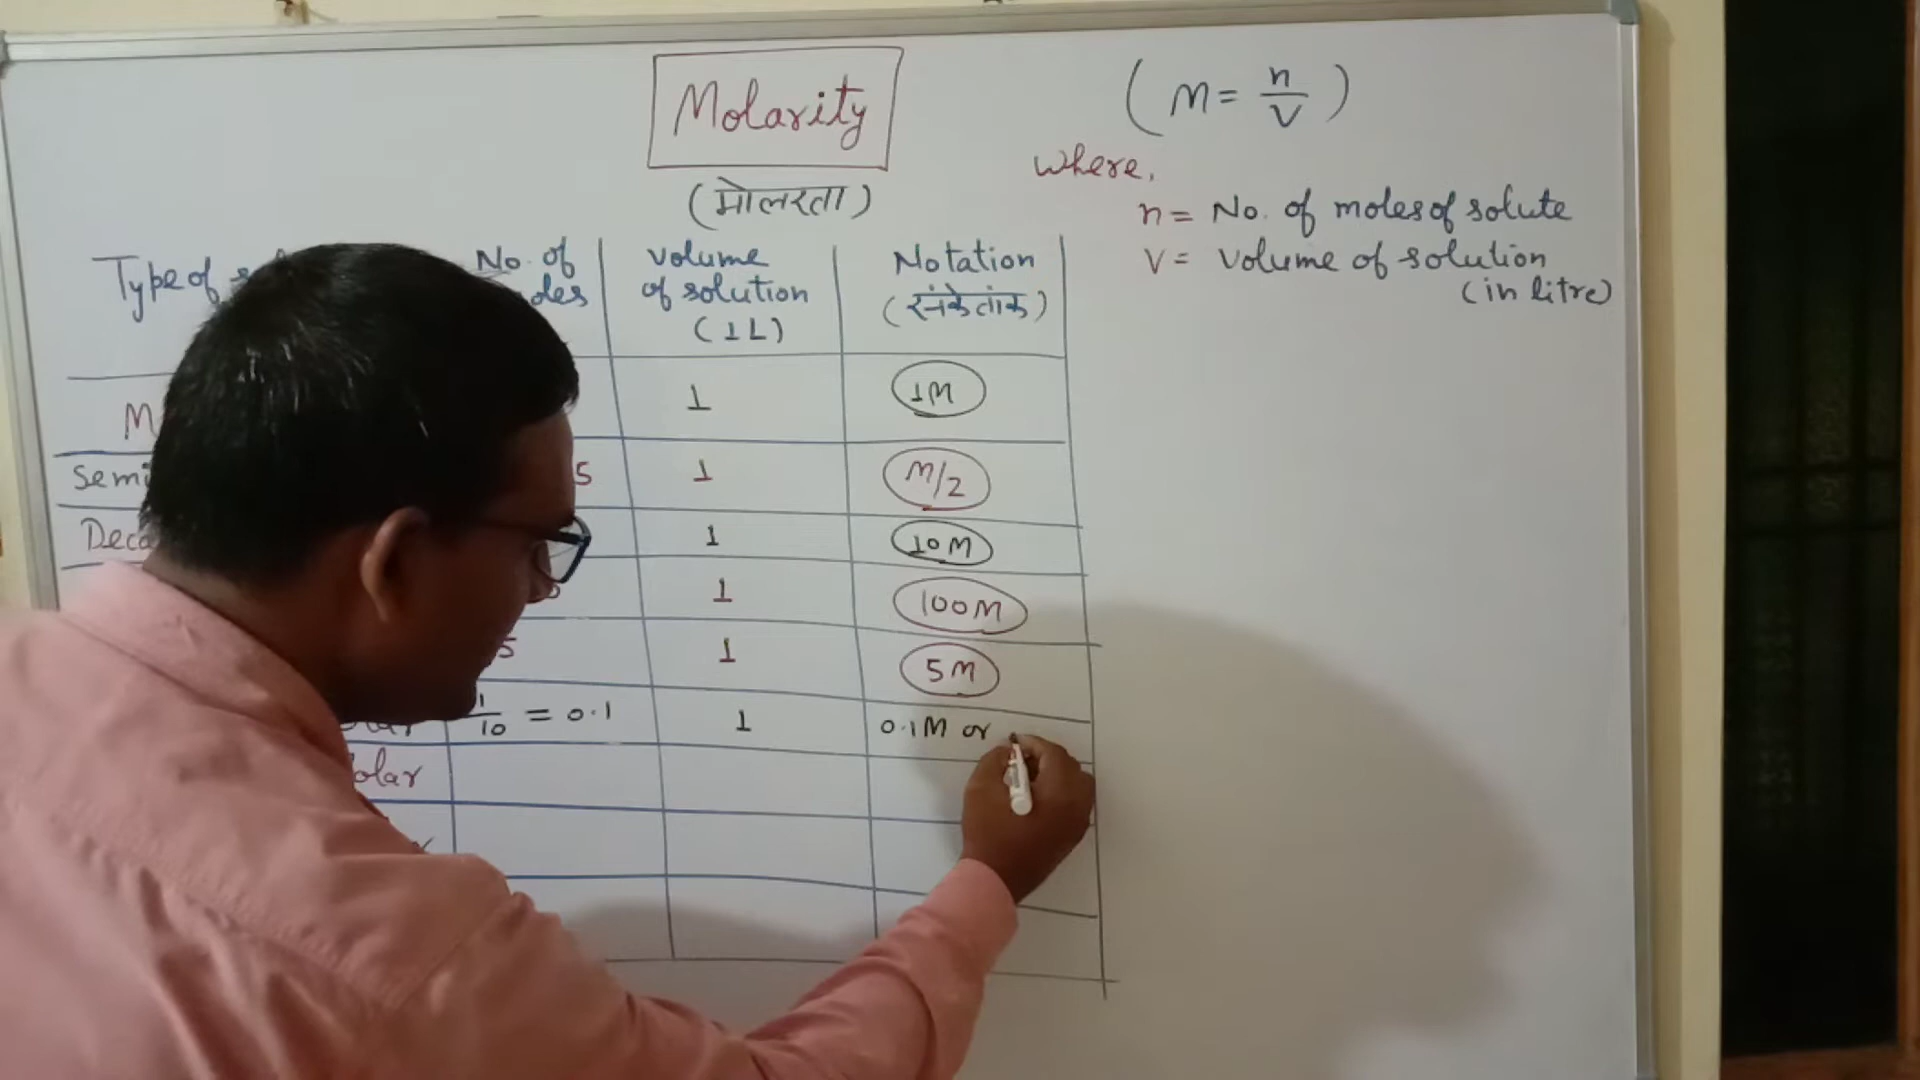 Molarity
(मोलरता)
(M = n/V)
where,
n = No. of moles of solute
V = volume of solution
(in litre)
Type of
No. of
volume
of solution
(1L)
Notation
(संकेतांक)
1
1M
Semi
5
1
M/2
Deca
1
10M
1
100M
5
1
5M
1/10 = 0.1
1
0.1M or